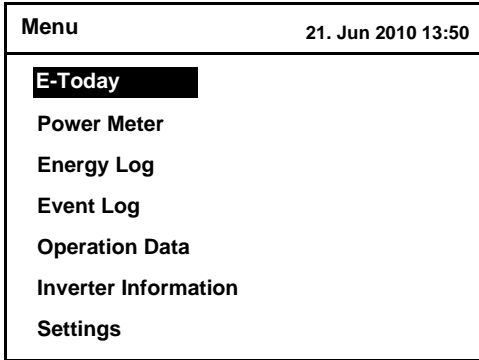 Menu 21. Jun 2010 13:50
E-Today
Power Meter
Energy Log
Event Log
Operation Data
Inverter Information
Settings